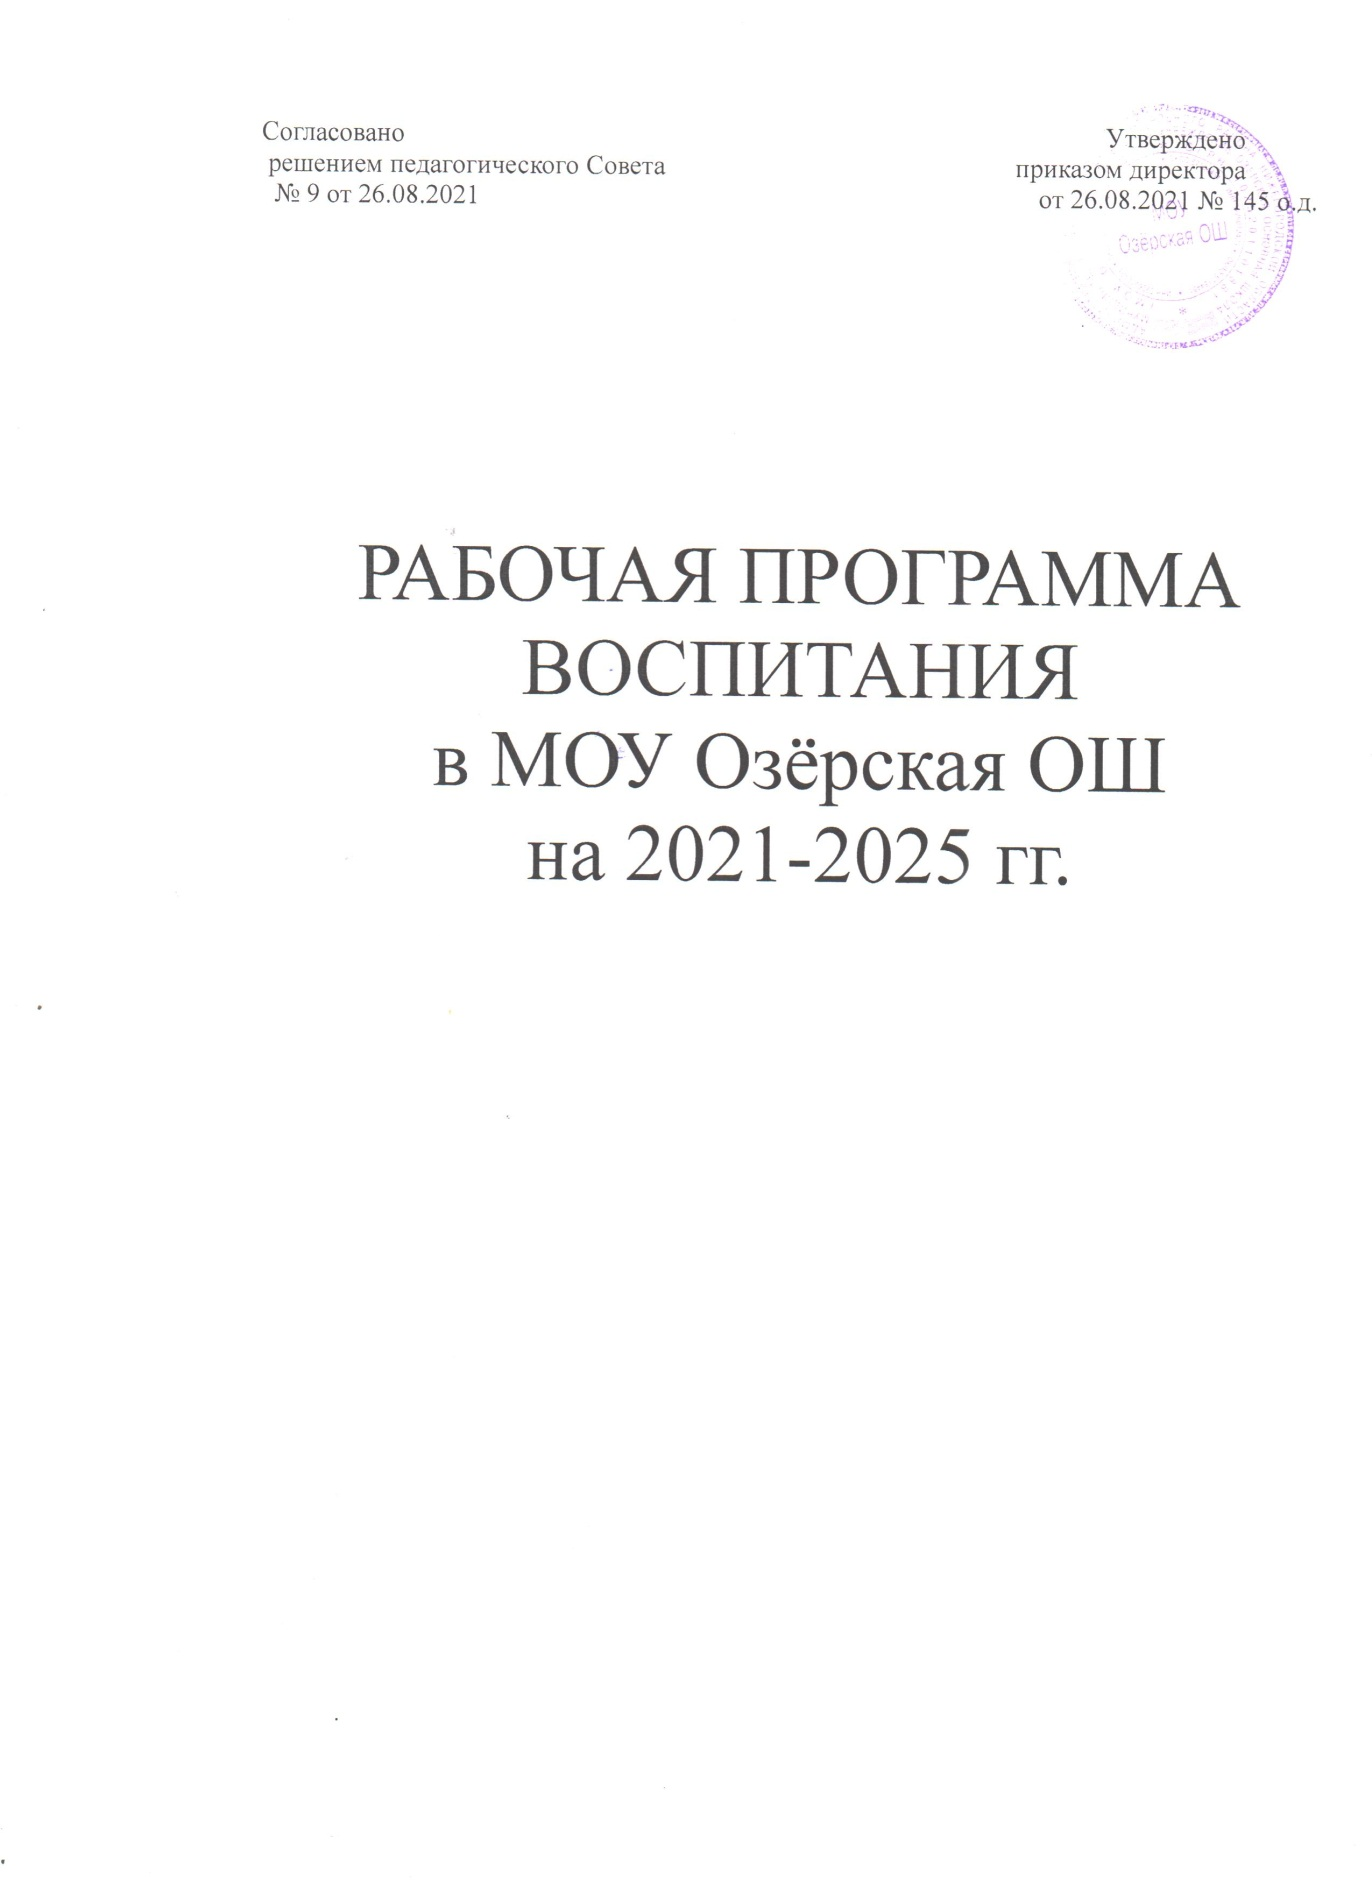 Согласовано
решением педагогического Совета
№ 9 от 26.08.2021
Утверждено
приказом директора
от 26.08.2021 № 145 о.д.
МОУ
Озёрская ОШ
РАБОЧАЯ ПРОГРАММА
ВОСПИТАНИЯ
в МОУ Озёрская ОШ
на 2021-2025 гг.